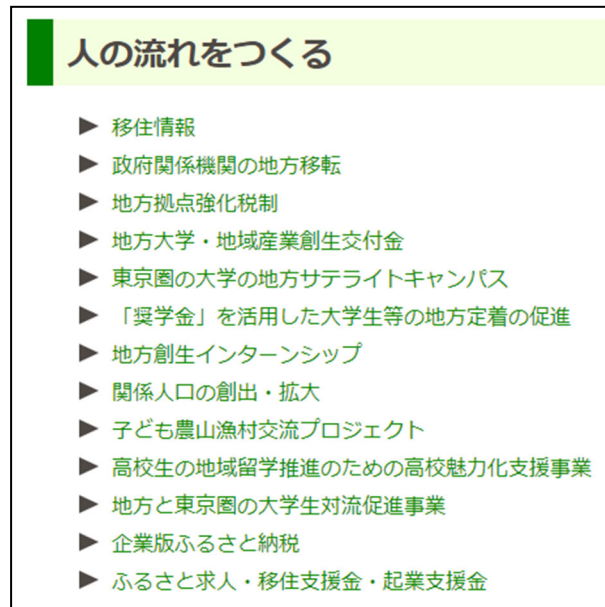 人の流れをつくる
▶ 移住情報
▶ 政府関係機関の地方移転
▶ 地方拠点強化税制
▶ 地方大学・地域産業創生交付金
▶ 東京圏の大学の地方サテライトキャンパス
▶ 「奨学金」を活用した大学生等の地方定着の促進
▶ 地方創生インターンシップ
▶ 関係人口の創出・拡大
▶ 子ども農山漁村交流プロジェクト
▶ 高校生の地域留学推進のための高校魅力化支援事業
▶ 地方と東京圏の大学生対流促進事業
▶ 企業版ふるさと納税
▶ ふるさと求人・移住支援金・起業支援金